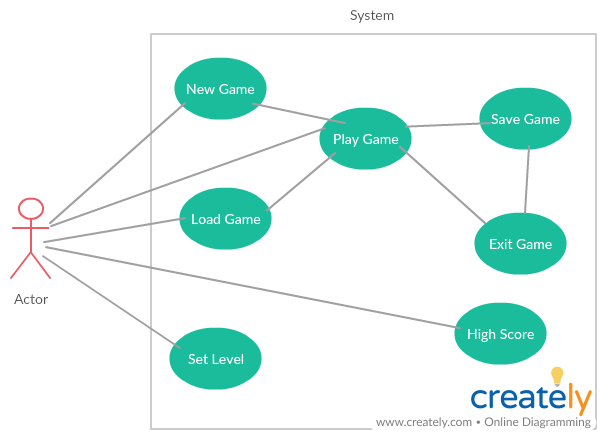 System
New Game
Save Game
Play Game
Load Game
Exit Game
Actor
High Score
Set Level
creately
www.creately.com • Online Diagramming